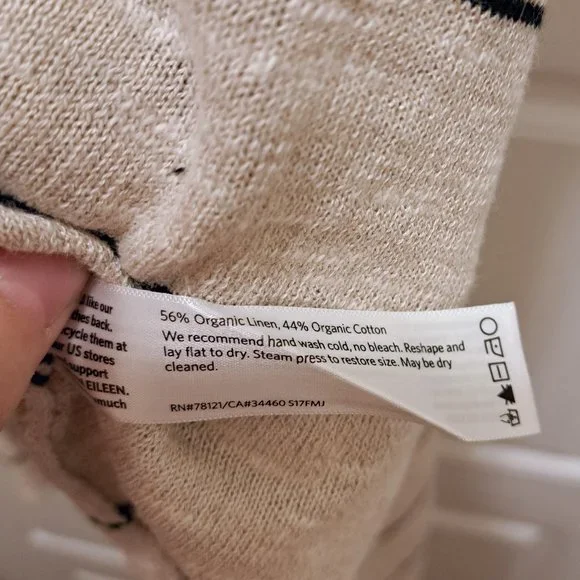 like our
hes back.
cycle them at
US stores
support
EILEEN.
much
56% Organic Linen, 44% Organic Cotton
We recommend hand wash cold, no bleach. Reshape and
lay flat to dry. Steam press to restore size. May be dry
cleaned.
RN#78121/CA#34460 S17FMJ